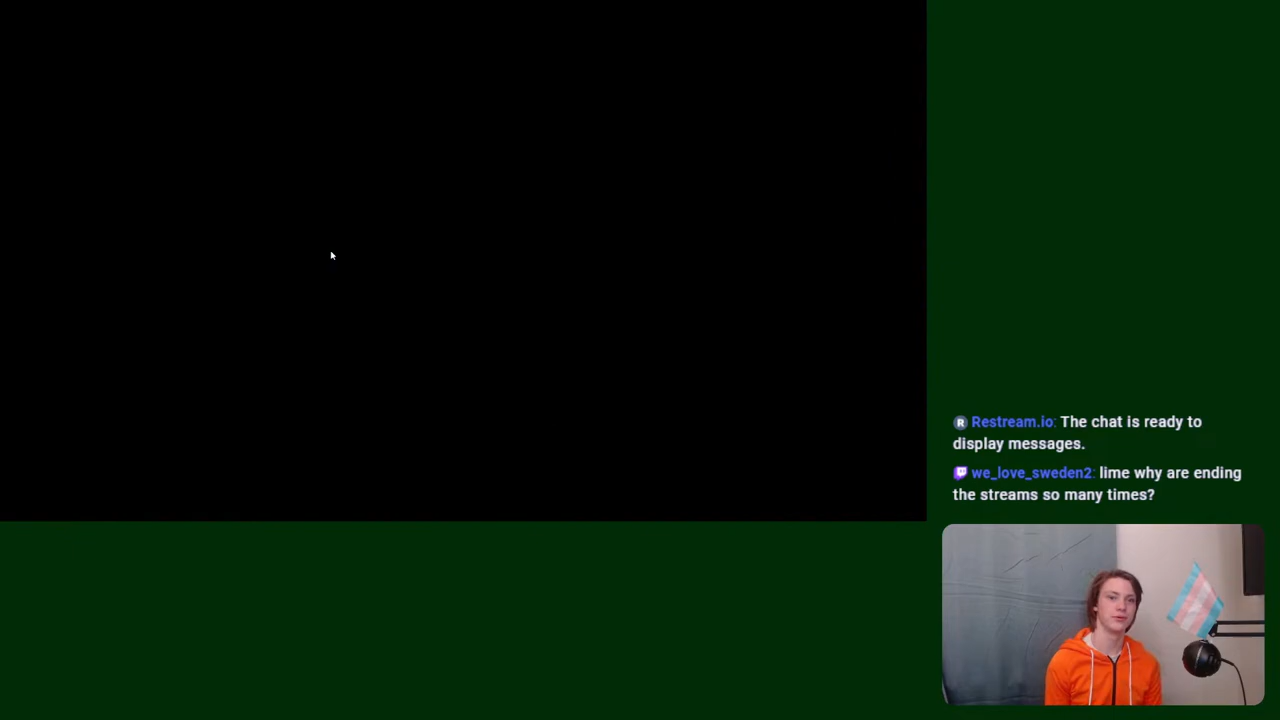 R Restream.io: The chat is ready to
display messages.
we_love_sweden2: lime why are ending
the streams so many times?